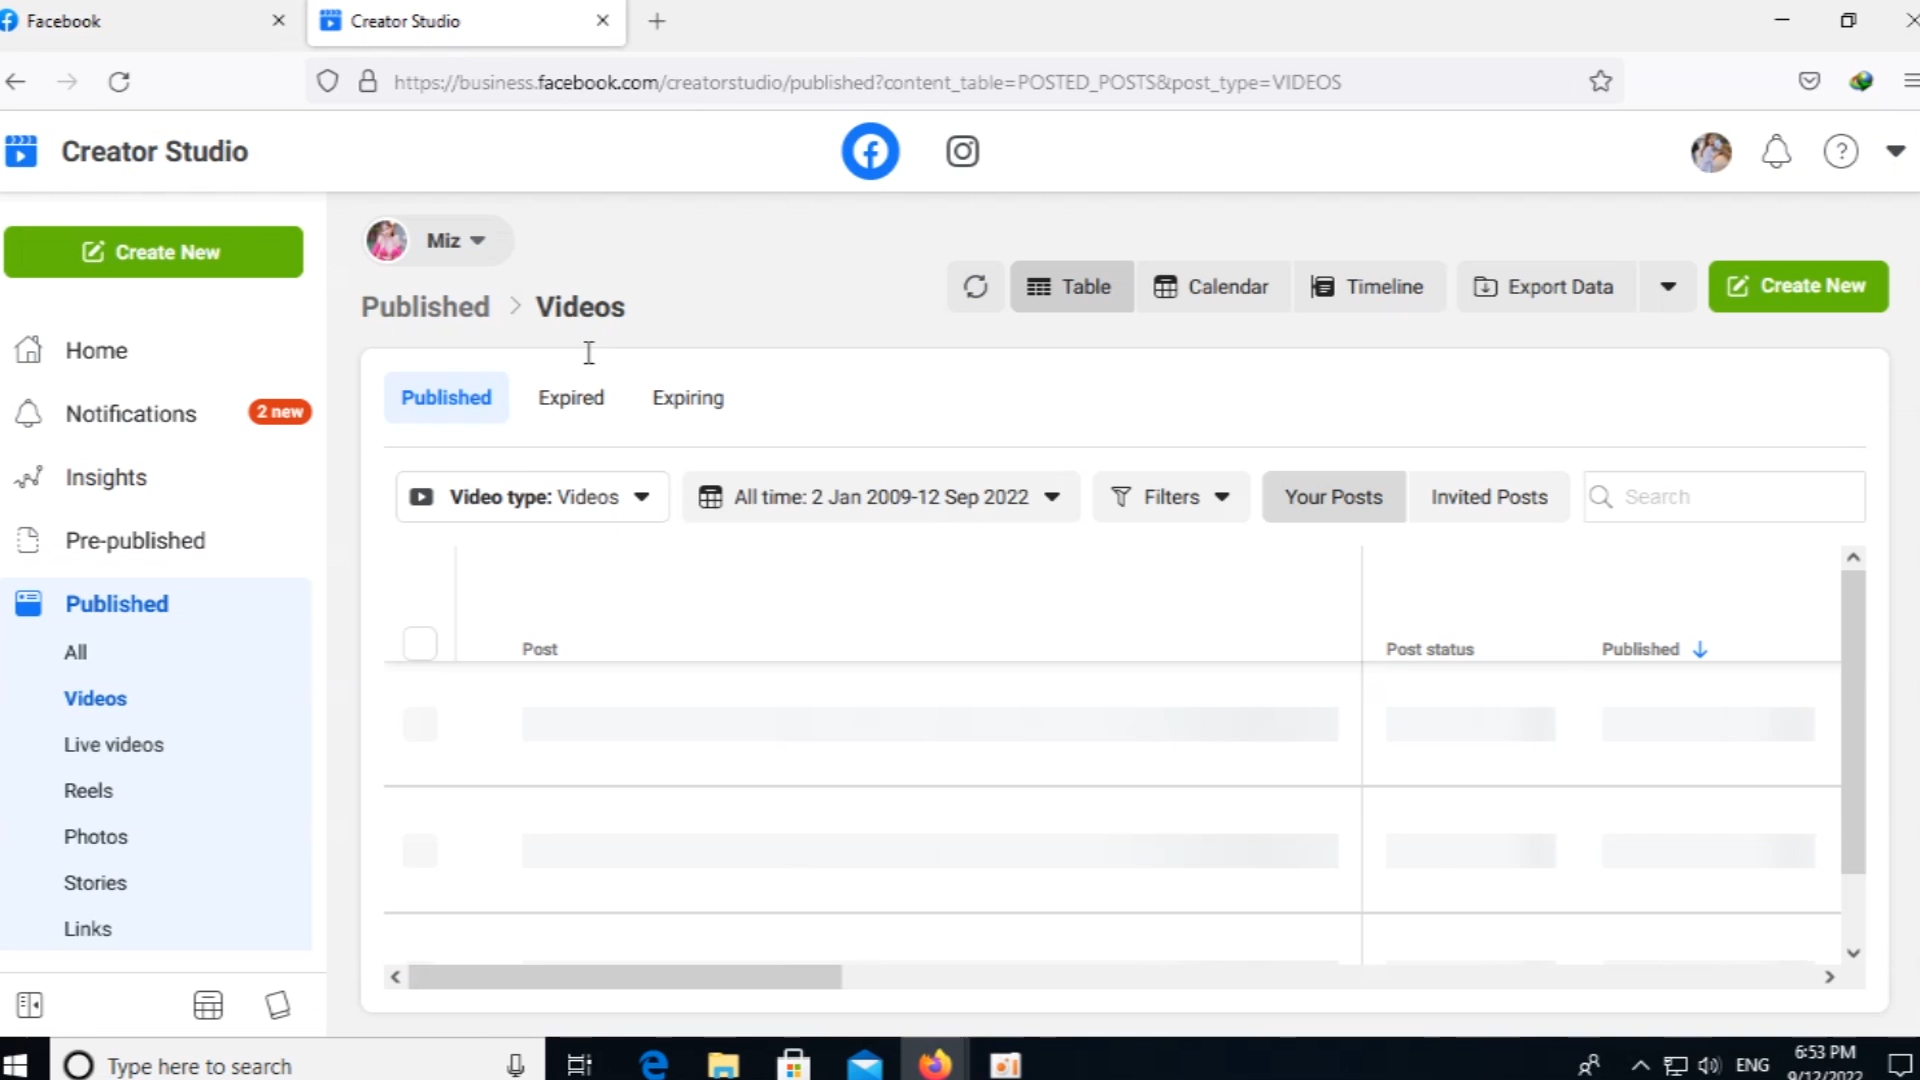 Facebook
Creator Studio
https://business.facebook.com/creatorstudio/published?content_table=POSTED_POSTS&post_type=VIDEOS
Creator Studio
Create New
Home
Notifications 2 new
Insights
Pre-published
Published
All
Videos
Live videos
Reels
Photos
Stories
Links
Miz
Published > Videos
Table Calendar Timeline Export Data Create New
Published Expired Expiring
Video type: Videos All time: 2 Jan 2009-12 Sep 2022 Filters Your Posts Invited Posts Search
Post Post status Published
Type here to search
ENG
6:53 PM
9/12/2022